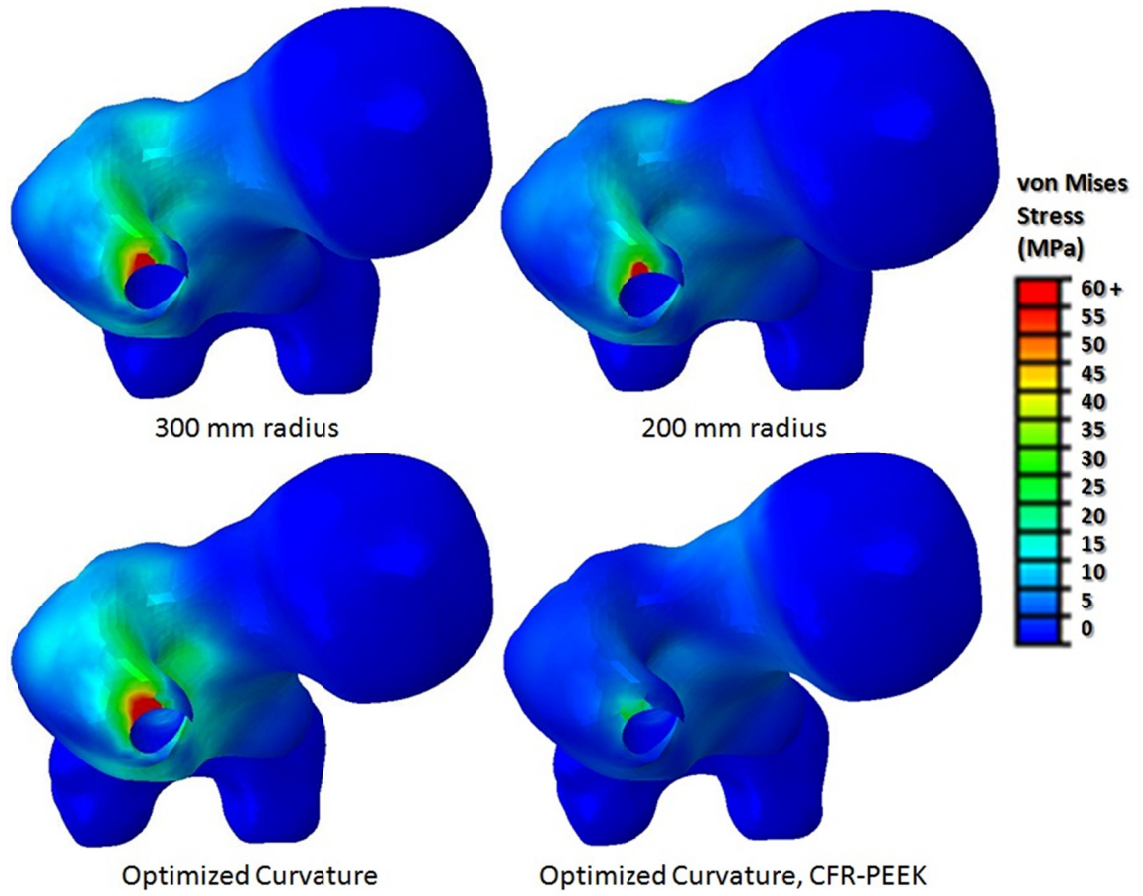 300 mm radius
200 mm radius
von Mises
Stress
(MPa)
60 +
55
50
45
40
35
30
25
20
15
10
5
0
Optimized Curvature
Optimized Curvature, CFR-PEEK